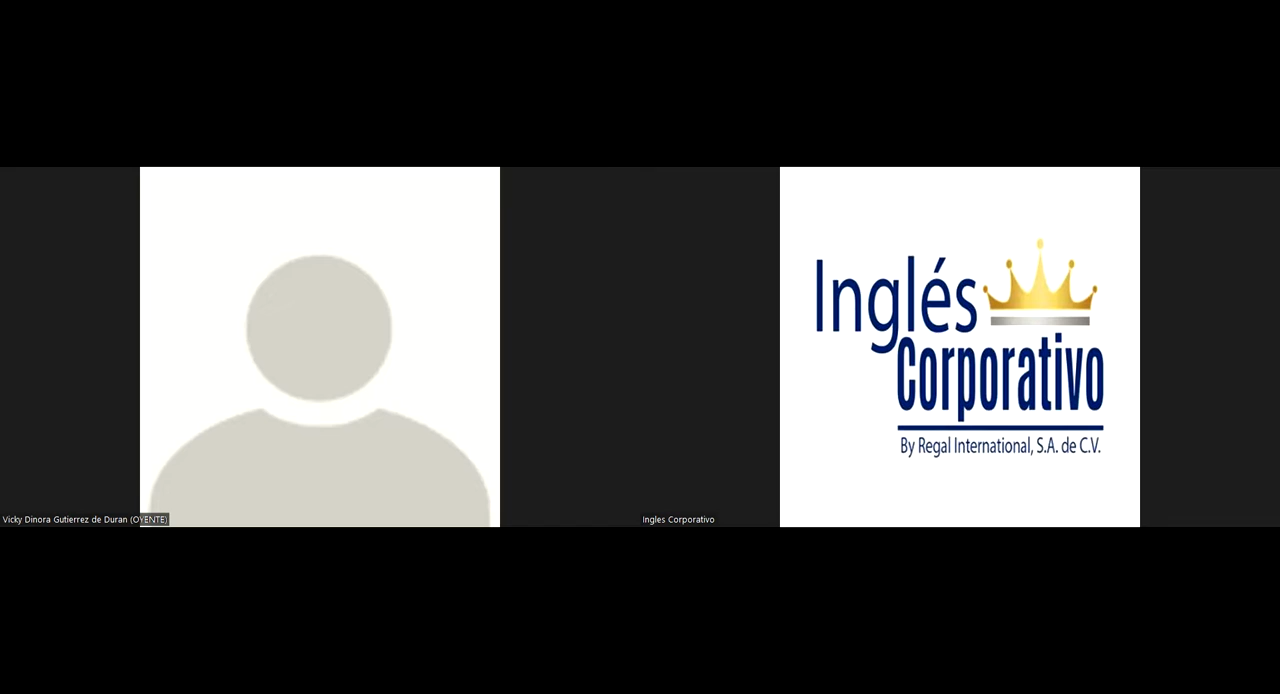 Vicky Dinora Gutierrez de Duran (OYENTE)
Inglés
Corporativo
By Regal International, S.A. de C.V.
Ingles Corporativo